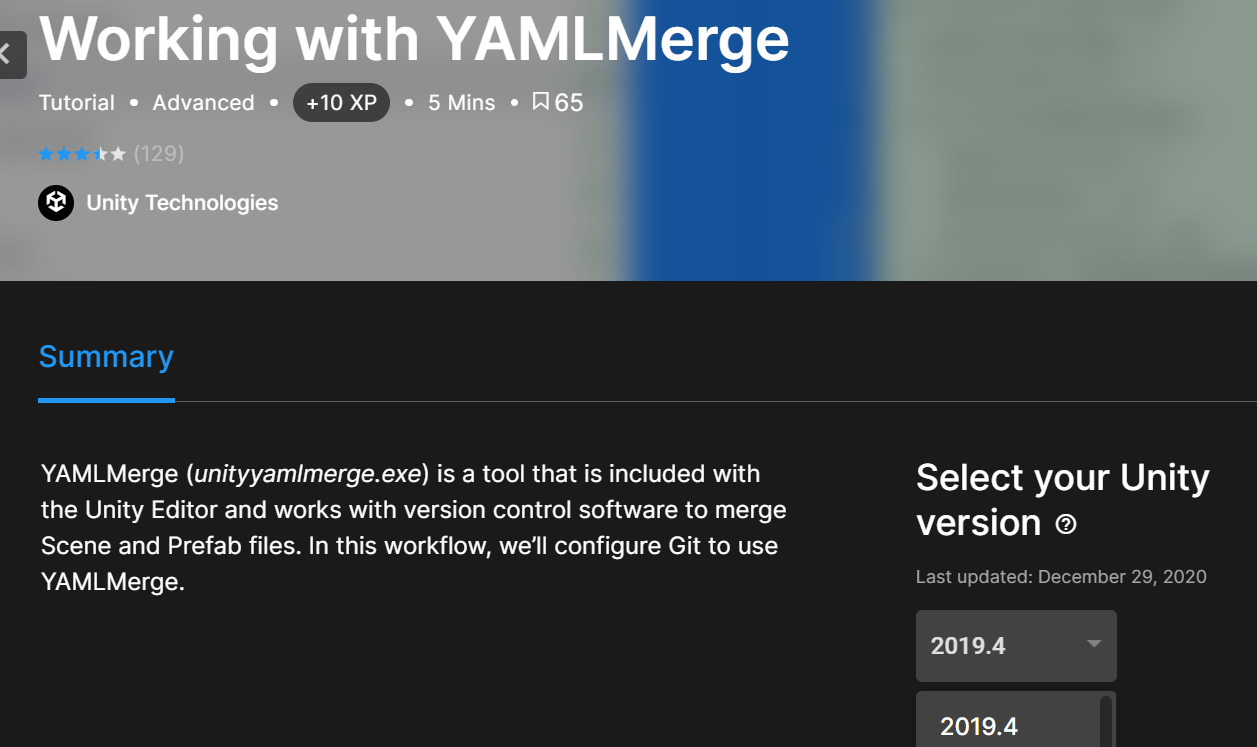 Working with YAMLMerge
Tutorial • Advanced • +10 XP • 5 Mins • 65
(129)
Unity Technologies
Summary
YAMLMerge (unityyamlmerge.exe) is a tool that is included with
the Unity Editor and works with version control software to merge
Scene and Prefab files. In this workflow, we’ll configure Git to use
YAMLMerge.
Select your Unity
version ?
Last updated: December 29, 2020
2019.4
2019.4